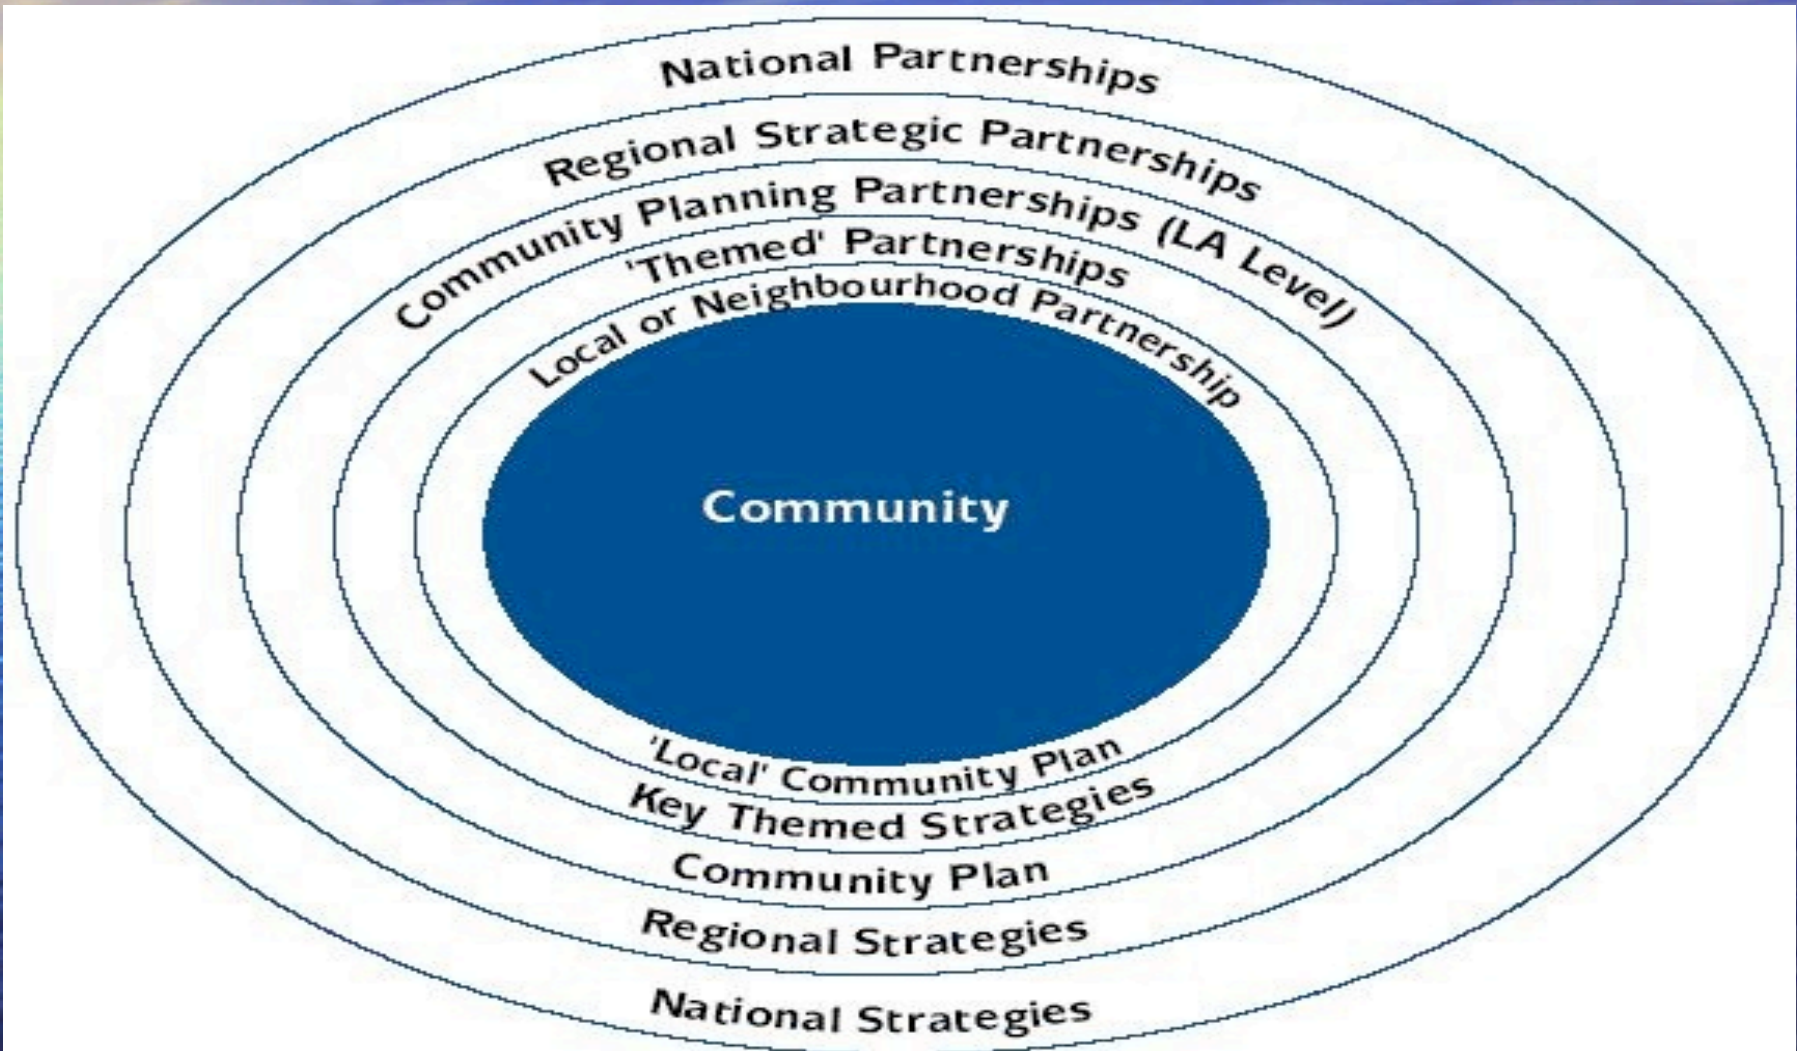 National Partnerships
Regional Strategic Partnerships
Community Planning Partnerships (LA Level)
'Themed' Partnerships
Local or Neighbourhood Partnership
Community
'Local' Community Plan
Key Themed Strategies
Community Plan
Regional Strategies
National Strategies